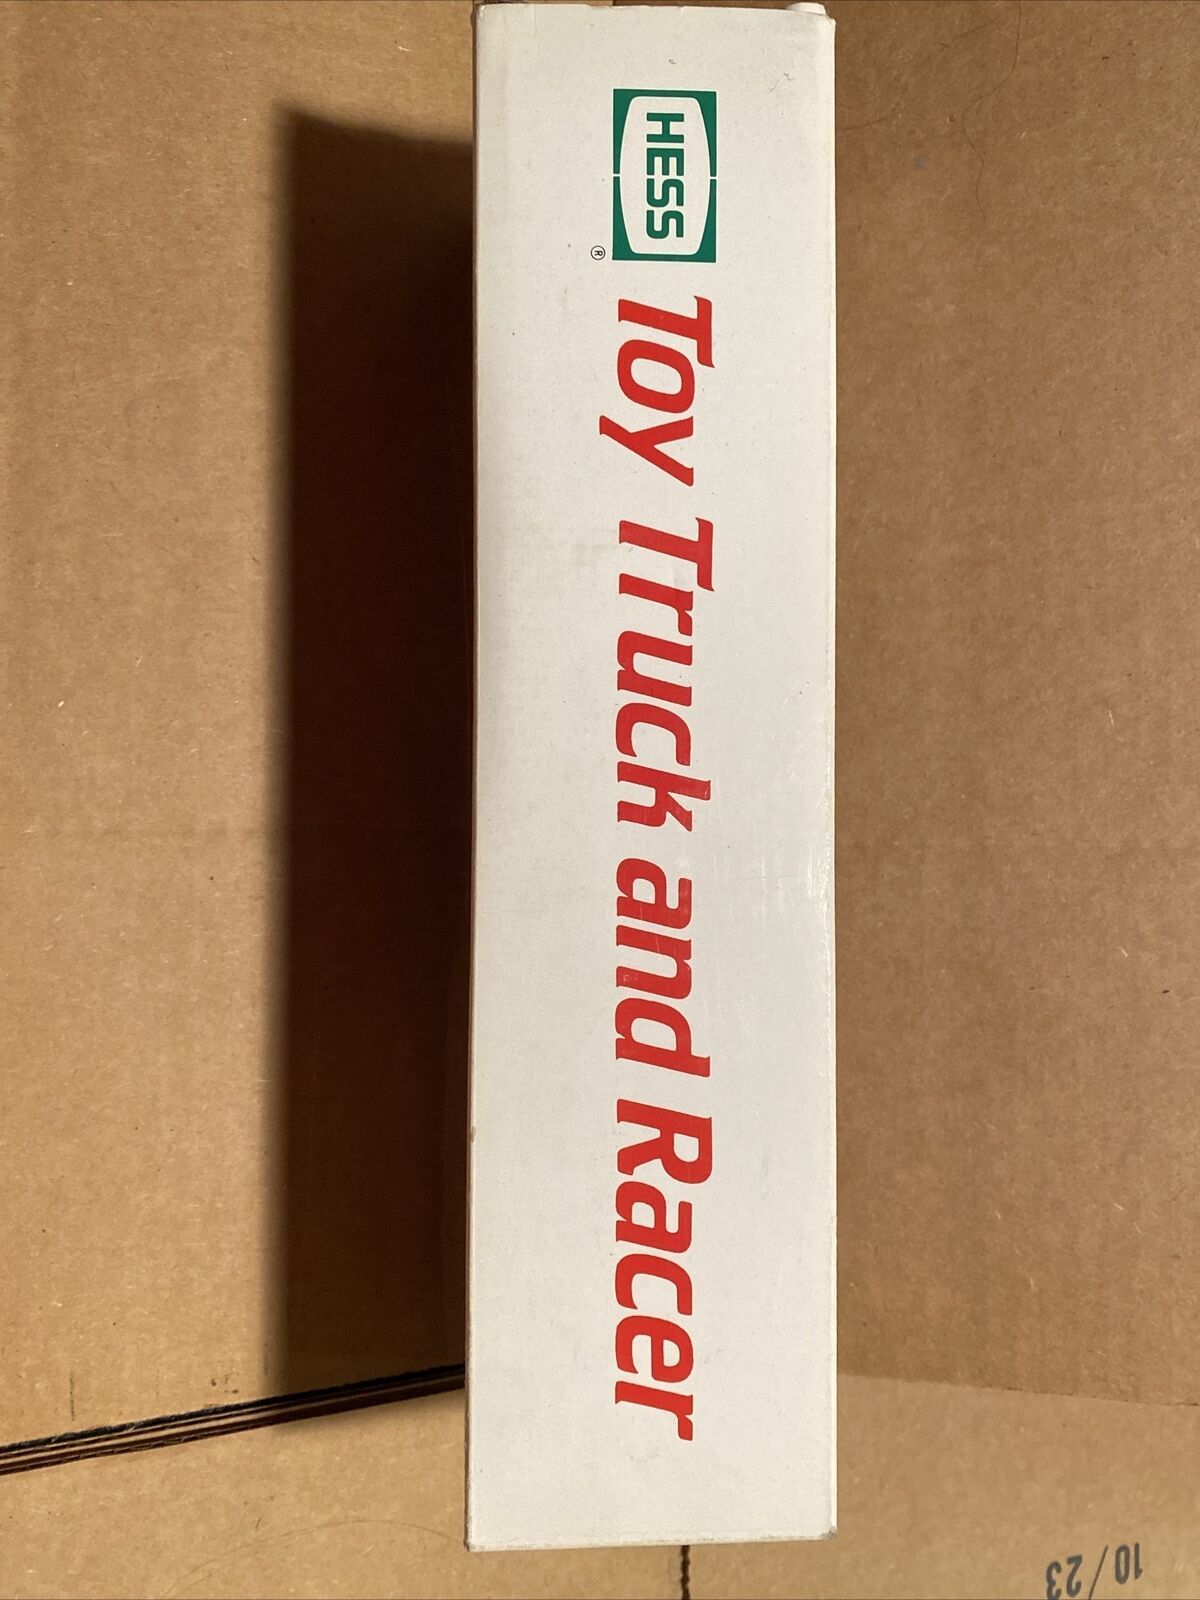 HESS
®
Toy Truck and Racer
10/23